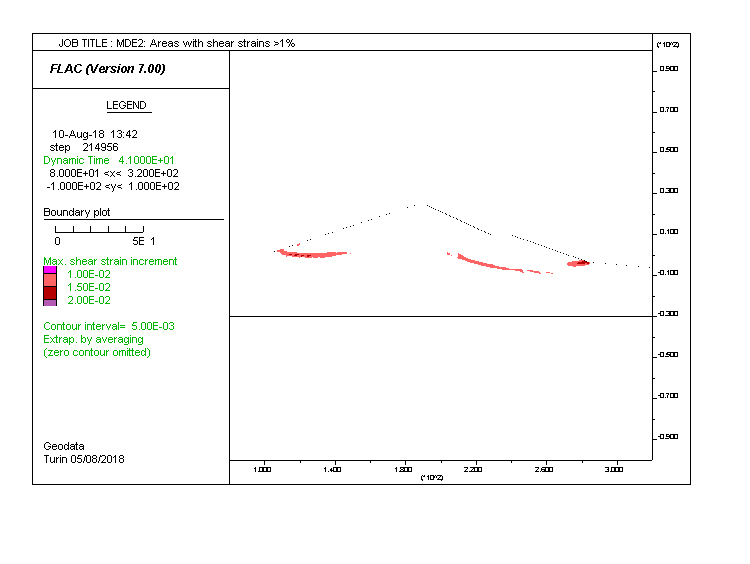 JOB TITLE : MDE2: Areas with shear strains >1%
(*10^2)
FLAC (Version 7.00)
LEGEND
10-Aug-18 13:42
step 214956
Dynamic Time 4.1000E+01
8.000E+01 <x< 3.200E+02
-1.000E+02 <y< 1.000E+02
Boundary plot
0 5E 1
Max. shear strain increment
1.00E-02
1.50E-02
2.00E-02
Contour interval= 5.00E-03
Extrap. by averaging
(zero contour omitted)
Geodata
Turin 05/08/2018
0.900
0.700
0.500
0.300
0.100
-0.100
-0.300
-0.500
-0.700
-0.900
1.000 1.400 1.800 2.200 2.600 3.000
(*10^2)